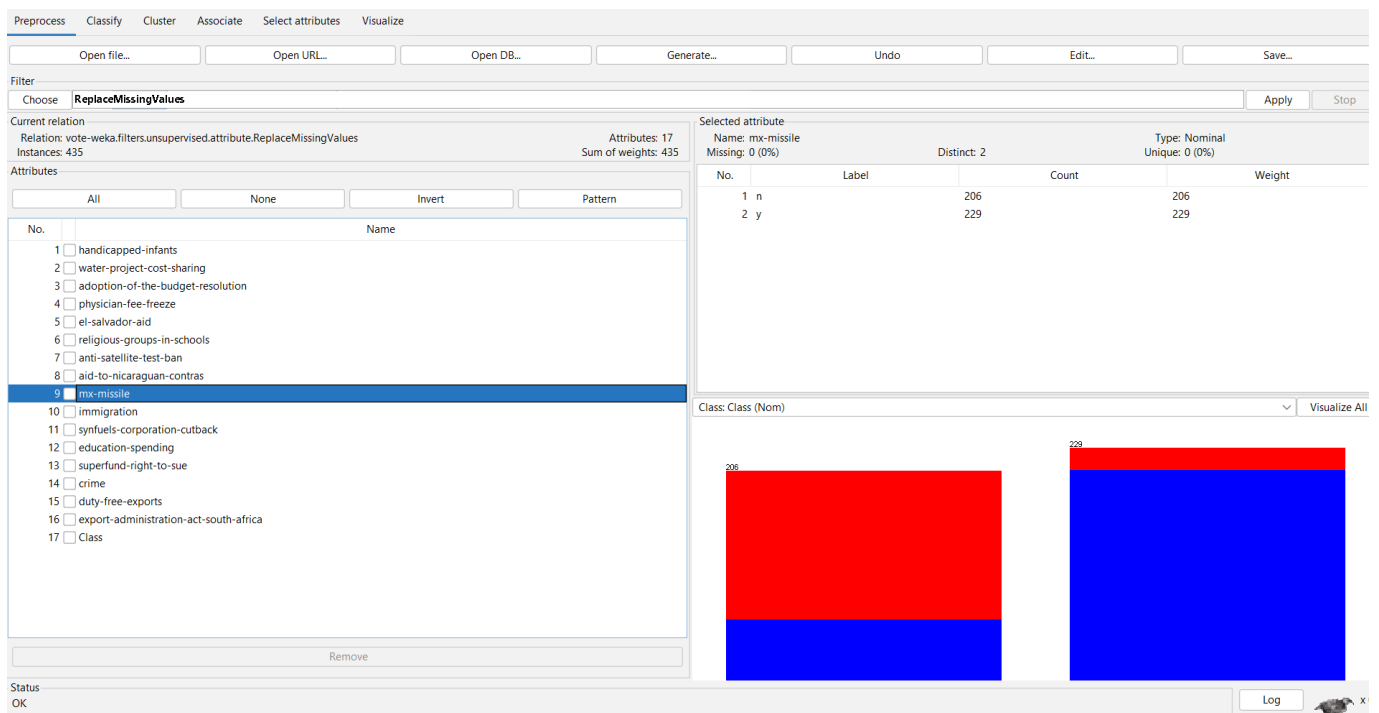 Preprocess Classify Cluster Associate Select attributes Visualize
Open file... Open URL... Open DB... Generate... Undo Edit... Save...
Filter
Choose ReplaceMissingValues Apply Stop
Current relation
Relation: vote-weka.filters.unsupervised.attribute.ReplaceMissingValues Attributes: 17
Instances: 435 Sum of weights: 435
Attributes
All None Invert Pattern
No. Name
1 handicapped-infants
2 water-project-cost-sharing
3 adoption-of-the-budget-resolution
4 physician-fee-freeze
5 el-salvador-aid
6 religious-groups-in-schools
7 anti-satellite-test-ban
8 aid-to-nicaraguan-contras
9 mx-missile
10 immigration
11 synfuels-corporation-cutback
12 education-spending
13 superfund-right-to-sue
14 crime
15 duty-free-exports
16 export-administration-act-south-africa
17 Class
Remove
Selected attribute
Name: mx-missile Type: Nominal
Missing: 0 (0%) Distinct: 2 Unique: 0 (0%)
No. Label Count Weight
1 n 206 206
2 y 229 229
Class: Class (Nom) Visualize All
206
229
Status
OK
Log x